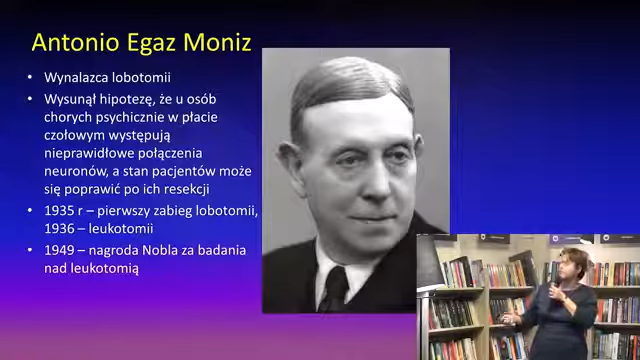 Antonio Egaz Moniz
• Wynalazca lobotomii
• Wysunął hipotezę, że u osób
chorych psychicznie w płacie
czołowym występują
nieprawidłowe połączenia
neuronów, a stan pacjentów może
się poprawić po ich resekcji
• 1935 r – pierwszy zabieg lobotomii,
1936 – leukotomii
• 1949 – nagroda Nobla za badania
nad leukotomią